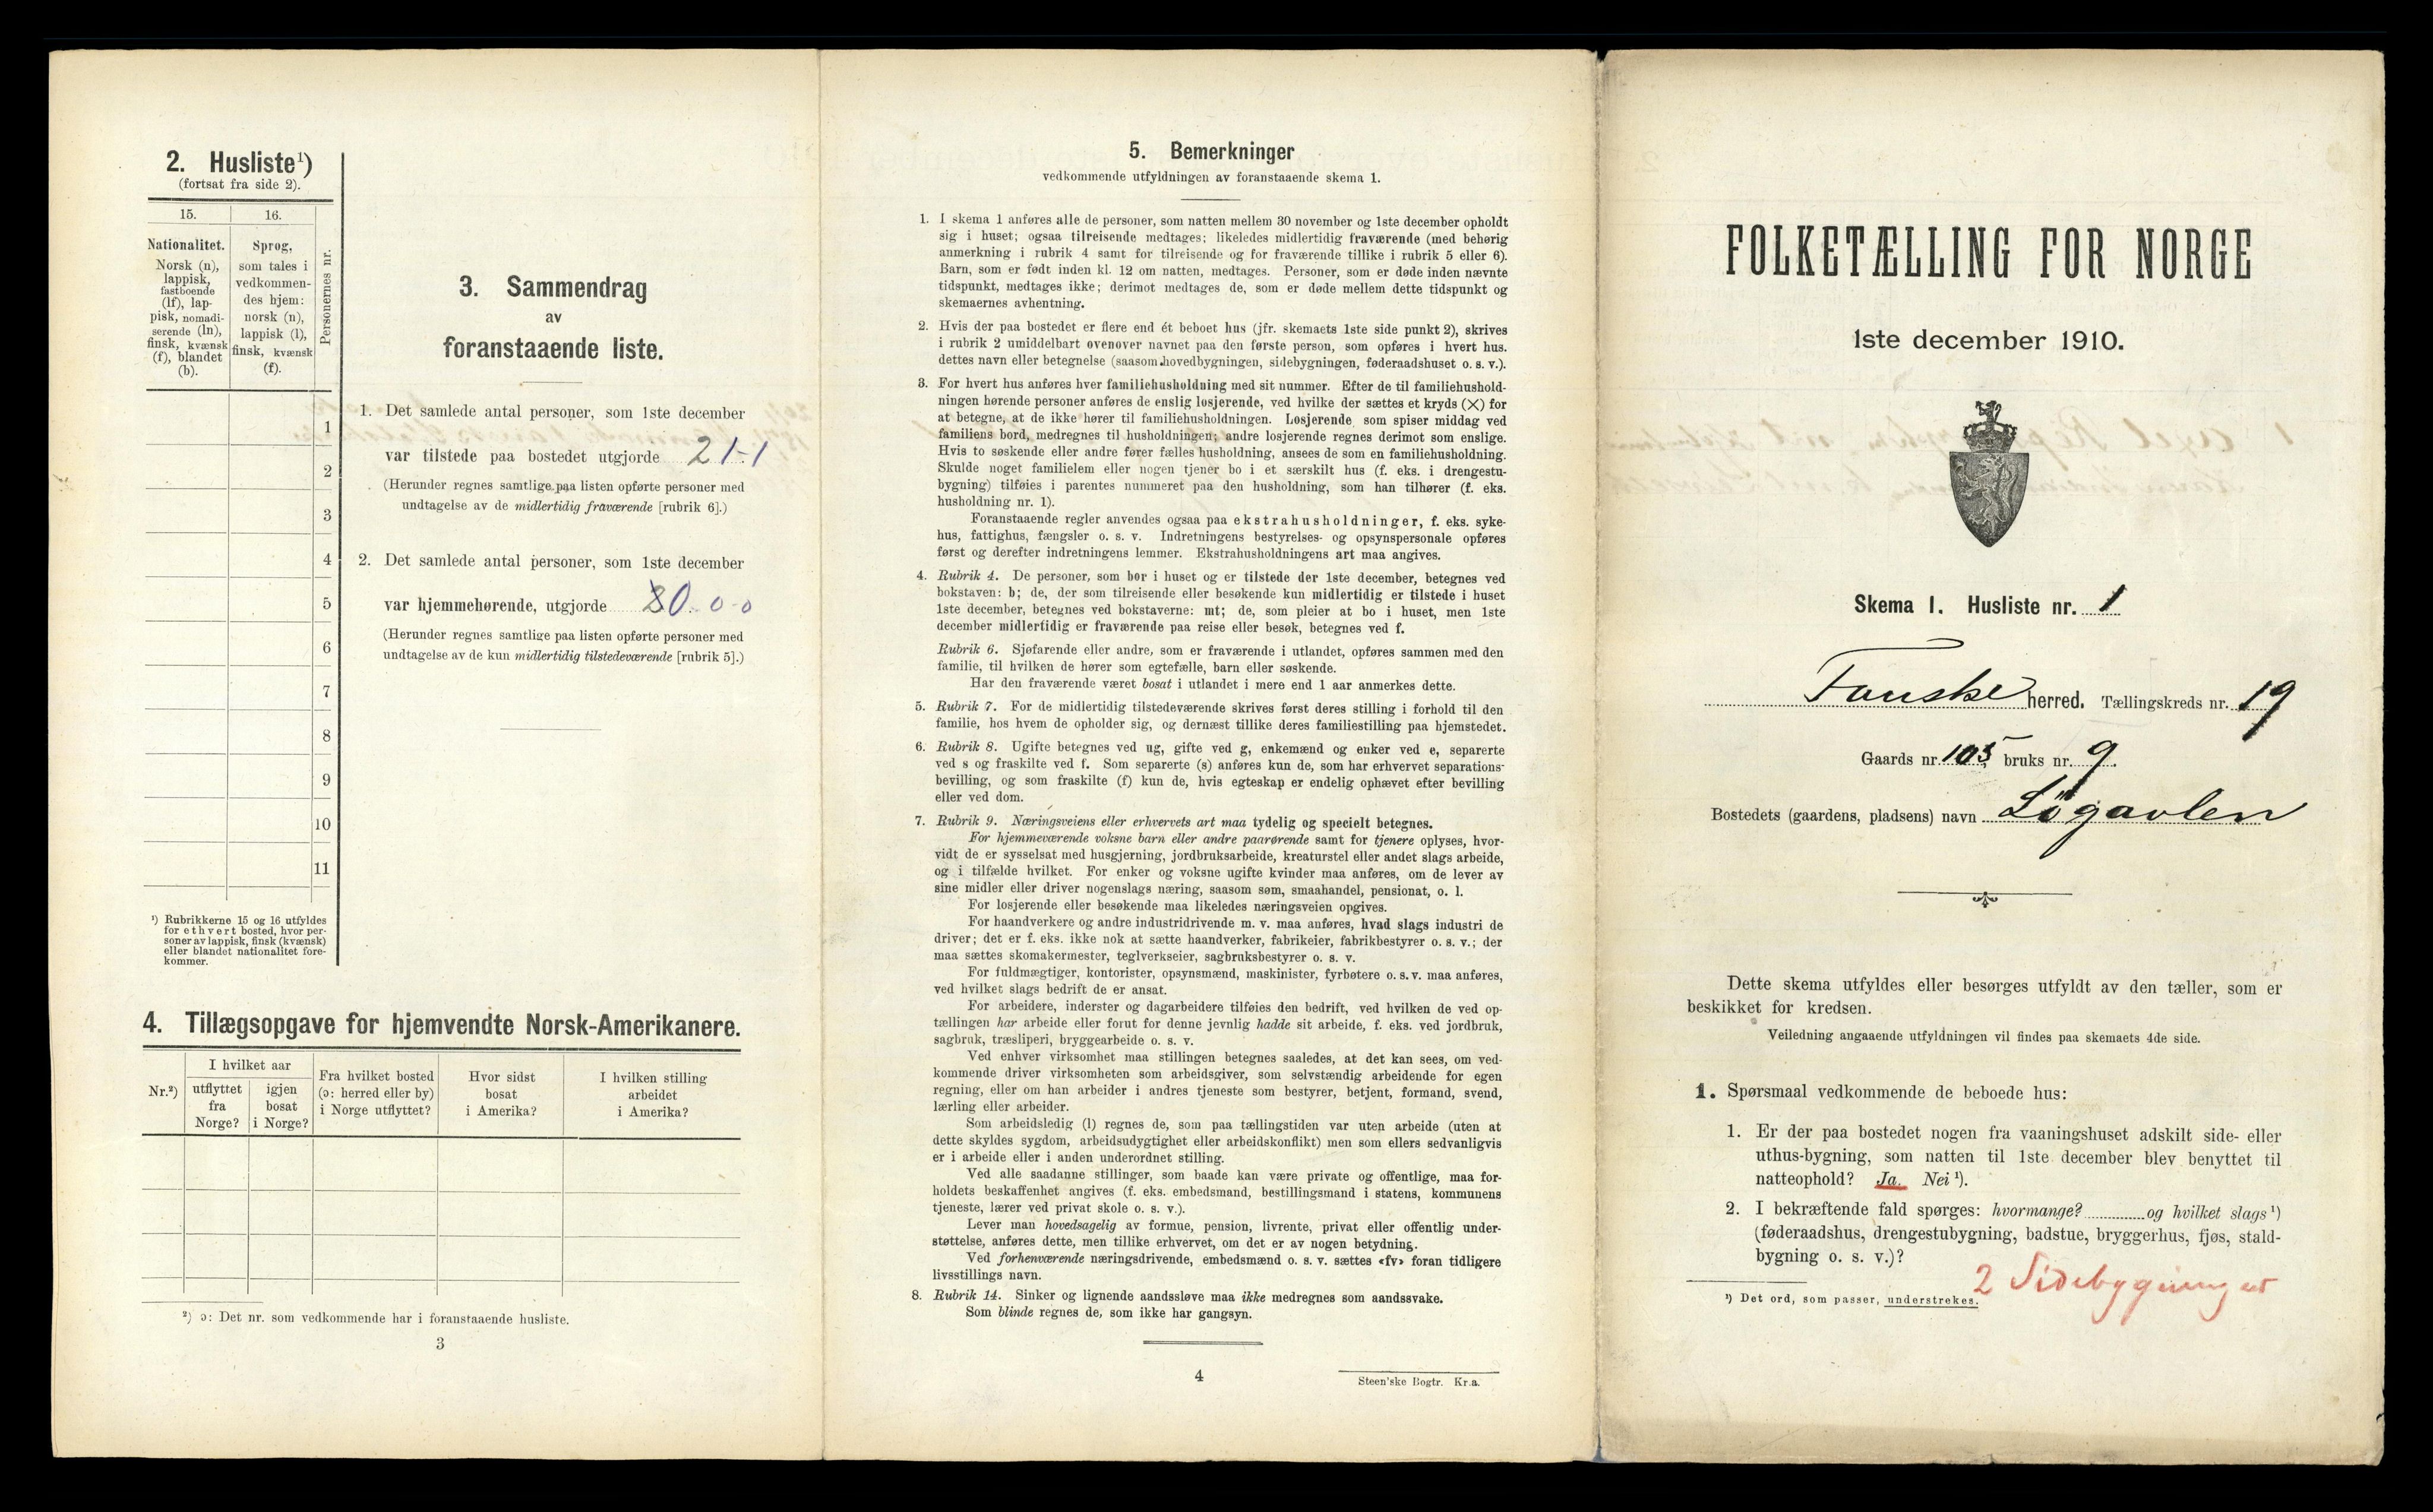 2. Husliste¹)
(fortsat fra side 2).
15.
16.
Personernes nr.
Nationalitet.
Norsk (n),
lappisk,
fastboende
(lf), lap-
pisk, nomadi-
serende (ln),
finsk, kvænsk
(f), blandet
(b).
Sprog,
som tales i
vedkommen-
des hjem:
norsk (n),
lappisk (l),
finsk, kvænsk
(f).
1
2
3
4
5
6
7
8
9
10
11
¹) Rubrikkerne 15 og 16 utfyldes
for ethvert bosted, hvor per-
soner av lappisk, finsk (kvænsk)
eller blandet nationalitet fore-
kommer.
3. Sammendrag
av
foranstaaende liste.
1. Det samlede antal personer, som 1ste december
var tilstede paa bostedet utgjorde 2 1-1
(Herunder regnes samtlige paa listen opførte personer med
undtagelse av de midlertidig fraværende [rubrik 6].)
2. Det samlede antal personer, som 1ste december
var hjemmehørende, utgjorde 0. 0-0
(Herunder regnes samtlige paa listen opførte personer med
undtagelse av de kun midlertidig tilstedeværende [rubrik 5].)
4. Tillægsopgave for hjemvendte Norsk-Amerikanere.
Nr.²)
I hvilket aar
utflyttet
fra
Norge?
igjen
bosat
i Norge?
Fra hvilket bosted
(ɔ: herred eller by)
i Norge utflyttet?
Hvor sidst
bosat
i Amerika?
I hvilken stilling
arbeidet
i Amerika?
²) ɔ: Det nr. som vedkommende har i foranstaaende husliste.
3
5. Bemerkninger
vedkommende utfyldningen av foranstaaende skema 1.
1. I skema 1 anføres alle de personer, som natten mellem 30 november og 1ste december opholdt
sig i huset; ogsaa tilreisende medtages; likeledes midlertidig fraværende (med behørig
anmerkning i rubrik 4 samt for tilreisende og for fraværende tillike i rubrik 5 eller 6).
Barn, som er født inden kl. 12 om natten, medtages. Personer, som er døde inden nævnte
tidspunkt, medtages ikke; derimot medtages de, som er døde mellem dette tidspunkt og
skemaernes avhentning.
2. Hvis der paa bostedet er flere end ét beboet hus (jfr. skemaets 1ste side punkt 2), skrives
i rubrik 2 umiddelbart ovenover navnet paa den første person, som opføres i hvert hus.
dettes navn eller betegnelse (saasom hovedbygningen, sidebygningen, føderaadshuset o. s. v.).
3. For hvert hus anføres hver familiehusholdning med sit nummer. Efter de til familiehushold-
ningen hørende personer anføres de enslig losjerende, ved hvilke der sættes et kryds (×) for
at betegne, at de ikke hører til familiehusholdningen. Losjerende som spiser middag ved
familiens bord, medregnes til husholdningen; andre losjerende regnes derimot som enslige.
Hvis to søskende eller andre fører fælles husholdning, ansees de som en familiehusholdning.
Skulde noget familielem eller nogen tjener bo i et særskilt hus (f. eks. i drengestu-
bygning) tilføies i parentes nummeret paa den husholdning, som han tilhører (f. eks.
husholdning nr. 1).
Foranstaaende regler anvendes ogsaa paa ekstrahusholdninger, f. eks. syke-
hus, fattighus, fængsler o. s. v. Indretningens bestyrelses- og opsynspersonale opføres
først og derefter indretningens lemmer. Ekstrahusholdningens art maa angives.
4. Rubrik 4. De personer, som bor i huset og er tilstede der 1ste december, betegnes ved
bokstaven: b; de, der som tilreisende eller besøkende kun midlertidig er tilstede i huset
1ste december, betegnes ved bokstaverne: mt; de, som pleier at bo i huset, men 1ste
december midlertidig er fraværende paa reise eller besøk, betegnes ved f.
Rubrik 6. Sjøfarende eller andre, som er fraværende i utlandet, opføres sammen med den
familie, til hvilken de hører som egtefælle, barn eller søskende.
Har den fraværende været bosat i utlandet i mere end 1 aar anmerkes dette.
5. Rubrik 7. For de midlertidig tilstedeværende skrives først deres stilling i forhold til den
familie, hos hvem de opholder sig, og dernæst tillike deres familiestilling paa hjemstedet.
6. Rubrik 8. Ugifte betegnes ved ug, gifte ved g, enkemænd og enker ved e, separerte
ved s og fraskilte ved f. Som separerte (s) anføres kun de, som har erhvervet separations-
bevilling, og som fraskilte (f) kun de, hvis egteskap er endelig ophævet efter bevilling
eller ved dom.
7. Rubrik 9. Næringsveiens eller erhvervets art maa tydelig og specielt betegnes.
For hjemmeværende voksne barn eller andre paarørende samt for tjenere oplyses, hvor-
vidt de er sysselsat med husgjerning, jordbruksarbeide, kreaturstel eller andet slags arbeide,
og i tilfælde hvilket. For enker og voksne ugifte kvinder maa anføres, om de lever av
sine midler eller driver nogenslags næring, saasom søm, smaahandel, pensionat, o. l.
For losjerende eller besøkende maa likeledes næringsveien opgives.
For haandverkere og andre industridrivende m. v. maa anføres, hvad slags industri de
driver; det er f. eks. ikke nok at sætte haandverker, fabrikeier, fabrikbestyrer o. s. v.; der
maa sættes skomakermester, teglverkseier, sagbruksbestyrer o. s. v.
For fuldmægtiger, kontorister, opsynsmænd, maskinister, fyrbøtere o. s. v. maa anføres,
ved hvilket slags bedrift de er ansat.
For arbeidere, inderster og dagarbeidere tilføies den bedrift, ved hvilken de ved op-
tællingen har arbeide eller forut for denne jevnlig hadde sit arbeide, f. eks. ved jordbruk,
sagbruk, træsliperi, bryggearbeide o. s. v.
Ved enhver virksomhet maa stillingen betegnes saaledes, at det kan sees, om ved-
kommende driver virksomheten som arbeidsgiver, som selvstændig arbeidende for egen
regning, eller om han arbeider i andres tjeneste som bestyrer, betjent, formand, svend,
lærling eller arbeider.
Som arbeidsledig (l) regnes de, som paa tællingstiden var uten arbeide (uten at
dette skyldes sygdom, arbeidsudygtighet eller arbeidskonflikt) men som ellers sedvanligvis
er i arbeide eller i anden underordnet stilling.
Ved alle saadanne stillinger, som baade kan være private og offentlige, maa for-
holdets beskaffenhet angives (f. eks. embedsmand, bestillingsmand i statens, kommunens
tjeneste, lærer ved privat skole o. s. v.).
Lever man hovedsagelig av formue, pension, livrente, privat eller offentlig under-
støttelse, anføres dette, men tillike erhvervet, om det er av nogen betydning.
Ved forhenværende næringsdrivende, embedsmænd o. s. v. sættes «fv» foran tidligere
livsstillings navn.
8. Rubrik 14. Sinker og lignende aandssløve maa ikke medregnes som aandssvake.
Som blinde regnes de, som ikke har gangsyn.
4
Steen'ske Bogtr. Kr.a.
FOLKETÆLLING FOR NORGE
1ste december 1910.
Skema 1. Husliste nr. 1
Fauske herred. Tællingskreds nr. 19
Gaards nr. 103 bruks nr. 9.
Bostedets (gaardens, pladsens) navn Løgavlen
Dette skema utfyldes eller besørges utfyldt av den tæller, som er
beskikket for kredsen.
Veiledning angaaende utfyldningen vil findes paa skemaets 4de side.
1. Spørsmaal vedkommende de beboede hus:
1. Er der paa bostedet nogen fra vaaningshuset adskilt side- eller
uthus-bygning, som natten til 1ste december blev benyttet til
natteophold? Ja. Nei ¹).
2. I bekræftende fald spørges: hvormange? og hvilket slags ¹)
(føderaadshus, drengestubygning, badstue, bryggerhus, fjøs, stald-
bygning o. s. v.)?
2 Sidebygninger
¹) Det ord, som passer, understrekes.